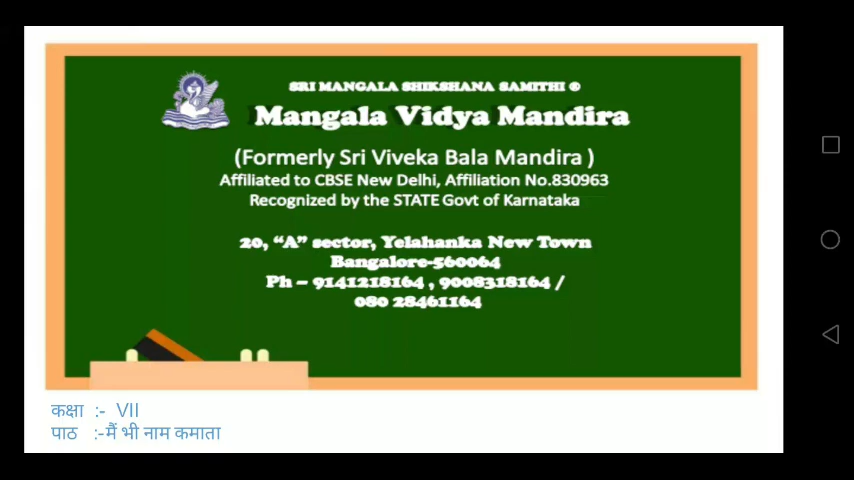 SRI MANGALA SHIKSHANA SAMITHI ®
Mangala Vidya Mandira
(Formerly Sri Viveka Bala Mandira )
Affiliated to CBSE New Delhi, Affiliation No.830963
Recognized by the STATE Govt of Karnataka
20, “A” sector, Yelahanka New Town
Bangalore-560064
Ph – 9141218164 , 9008318164 /
080 28461164
कक्षा :- VII
पाठ :-मैं भी नाम कमाता